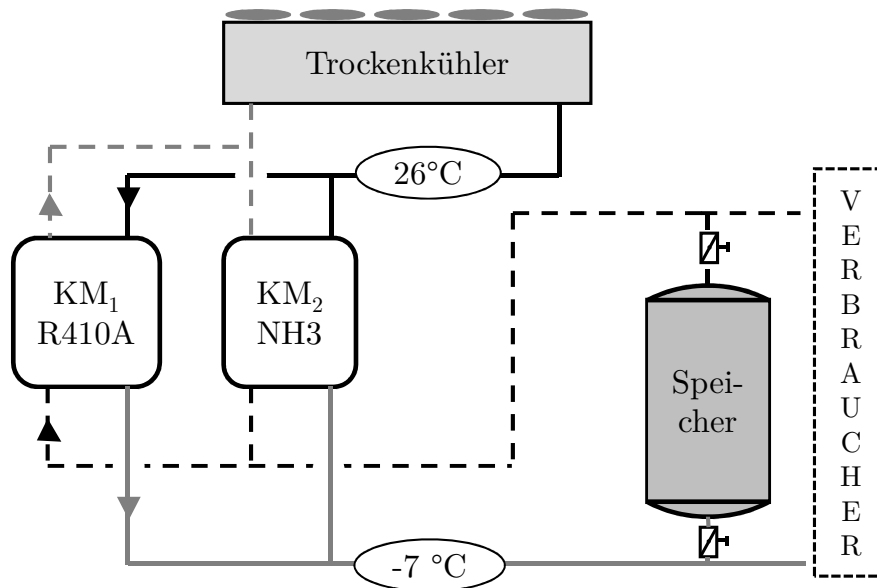 Trockenkühler
26°C
KM₁
R410A
KM₂
NH3
Spei-
cher
-7 °C
V
E
R
B
R
A
U
C
H
E
R